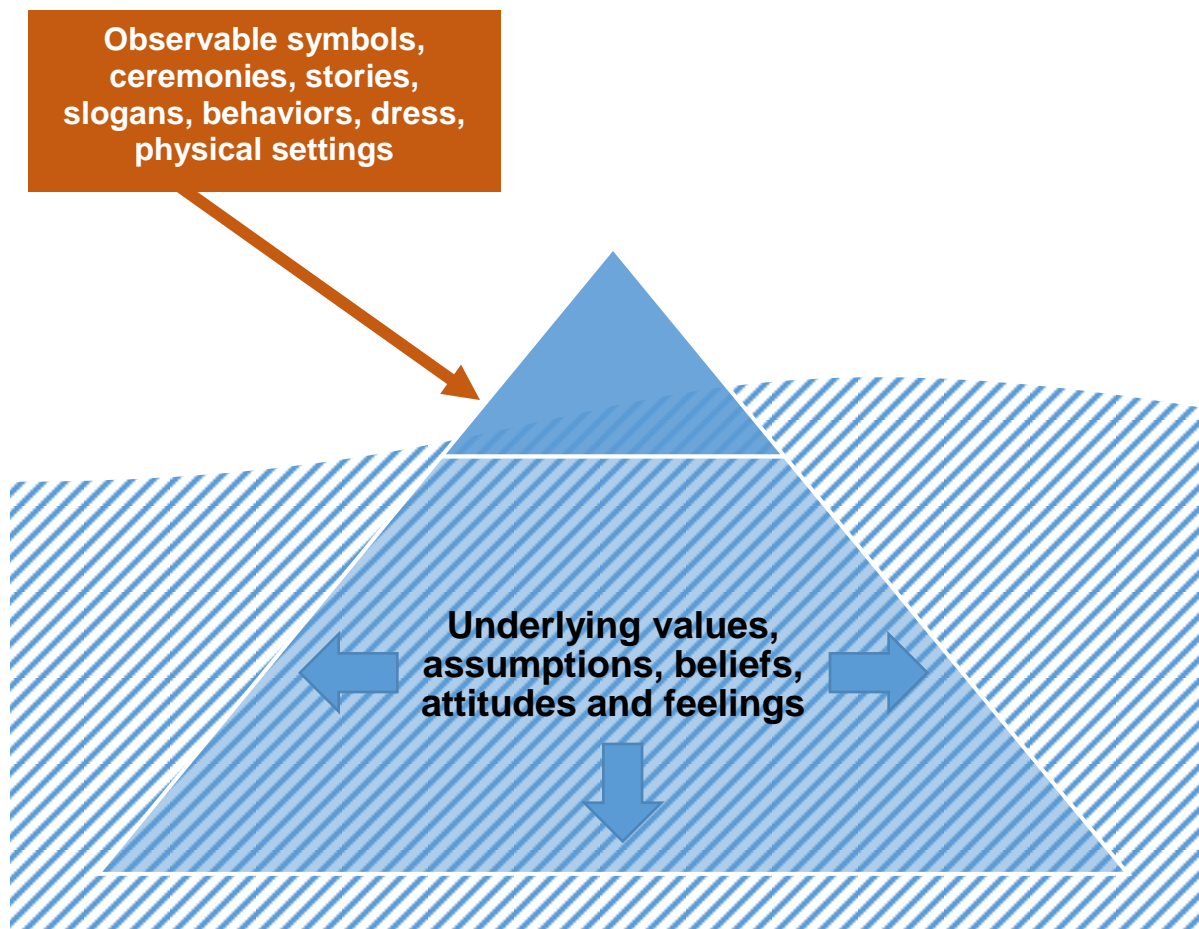 Observable symbols,
ceremonies, stories,
slogans, behaviors, dress,
physical settings
Underlying values,
assumptions, beliefs,
attitudes and feelings